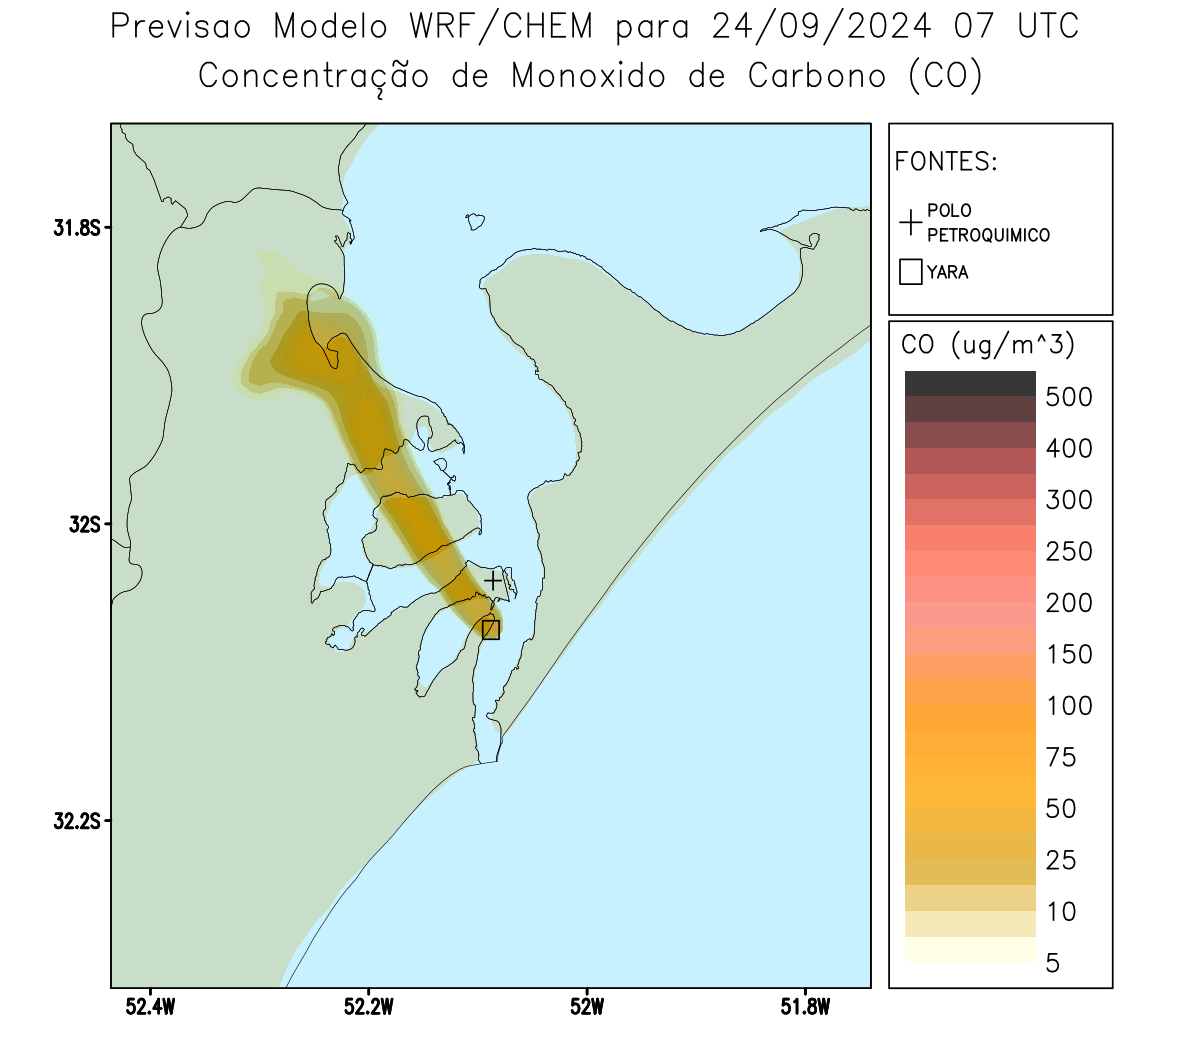 Previsao Modelo WRF/CHEM para 24/09/2024 07 UTC
Concentração de Monoxido de Carbono (CO)
FONTES:
POLO
PETROQUIMICO
YARA
31.8S
32S
32.2S
52.4W
52.2W
52W
51.8W
CO (ug/m^3)
500
400
300
250
200
150
100
75
50
25
10
5